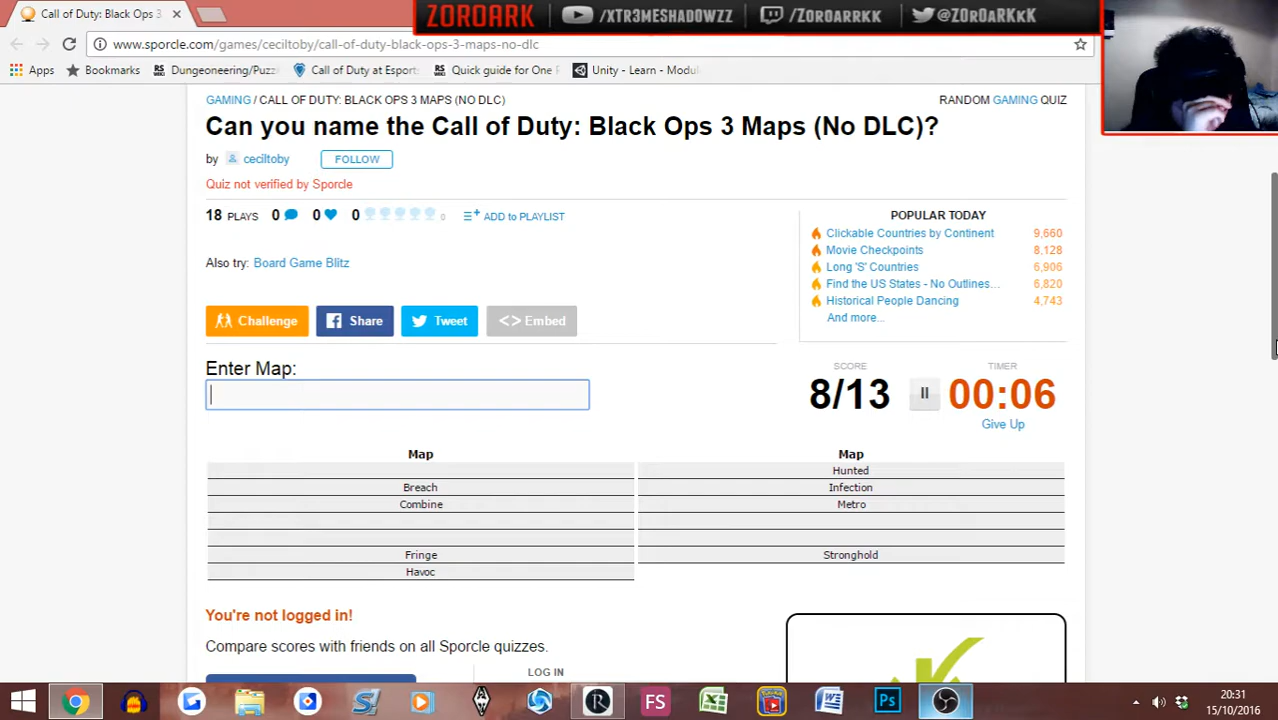 Call of Duty: Black Ops 3
ZOROARK
/XTR3MESHADOWZZ
/Z0r0Arrkk
@Z0r0ArKkK
www.sporcle.com/games/ceciltoby/call-of-duty-black-ops-3-maps-no-dlc
Apps
Bookmarks
Dungeoneering/Puzz
Call of Duty at Esport
Quick guide for One
Unity - Learn - Modu
GAMING / CALL OF DUTY: BLACK OPS 3 MAPS (NO DLC)
RANDOM GAMING QUIZ
Can you name the Call of Duty: Black Ops 3 Maps (No DLC)?
by ceciltoby FOLLOW
Quiz not verified by Sporcle
18 PLAYS 0 0 0 0 ADD to PLAYLIST
POPULAR TODAY
Clickable Countries by Continent 9,660
Movie Checkpoints 8,128
Long 'S' Countries 6,906
Find the US States - No Outlines... 6,820
Historical People Dancing 4,743
And more...
Also try: Board Game Blitz
Challenge
Share
Tweet
<> Embed
Enter Map:
SCORE
8/13
TIMER
00:06
Give Up
Map Map
Hunted
Breach Infection
Combine Metro
Fringe Stronghold
Havoc
You're not logged in!
Compare scores with friends on all Sporcle quizzes.
LOG IN
RS
RS
R
FS
Ps
20:31
15/10/2016